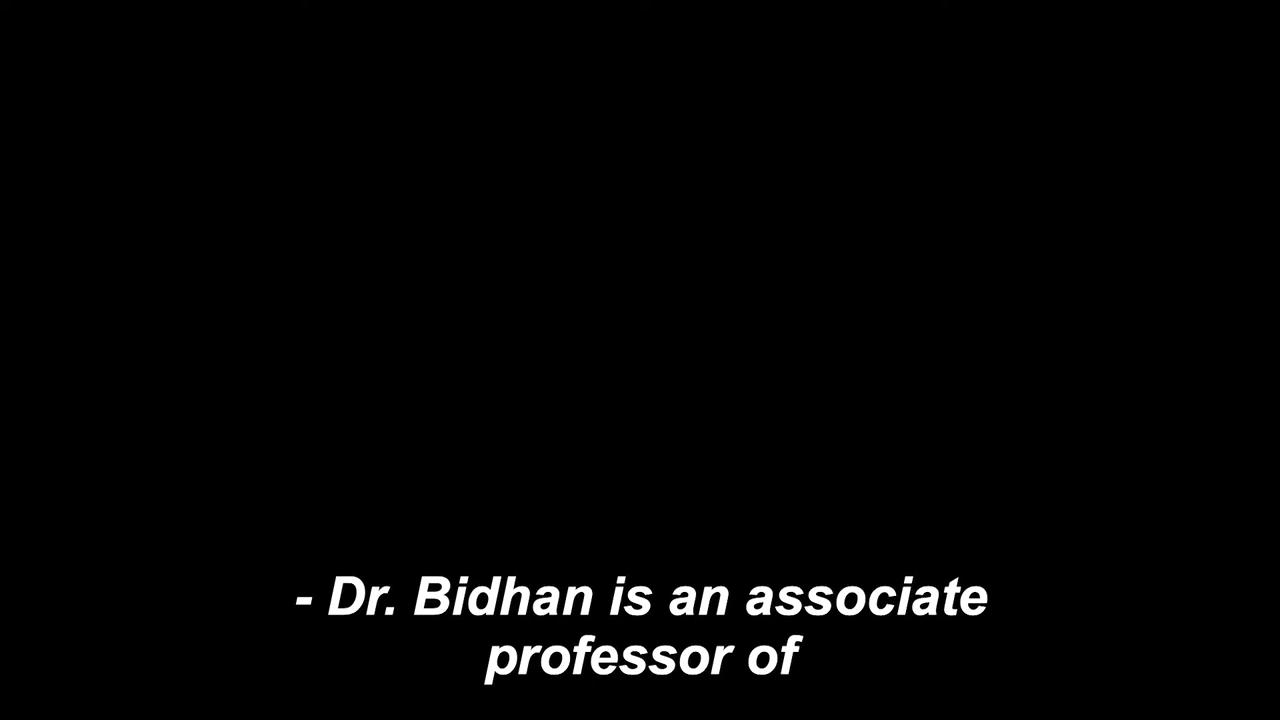 - Dr. Bidhan is an associate
professor of